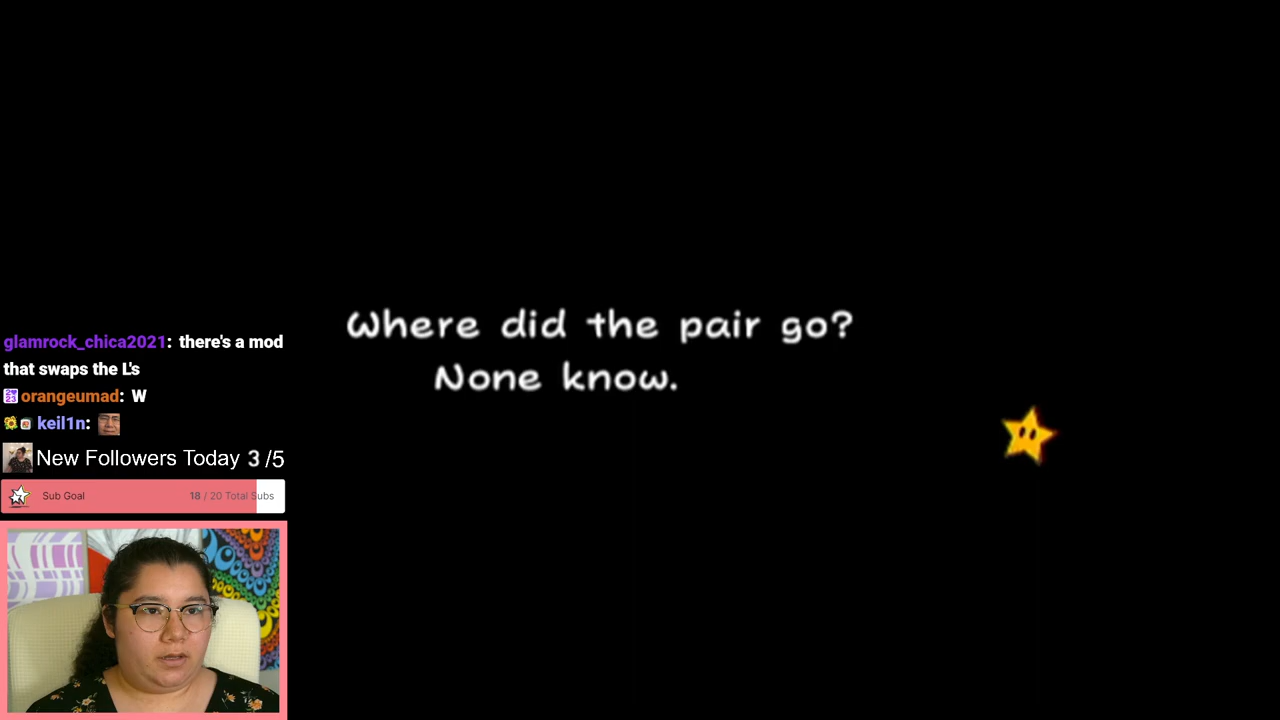 Where did the pair go?
None know.
glamrock_chica2021: there's a mod
that swaps the L's
orangeumad: W
keil1n:
New Followers Today 3 /5
Sub Goal 18 / 20 Total Subs